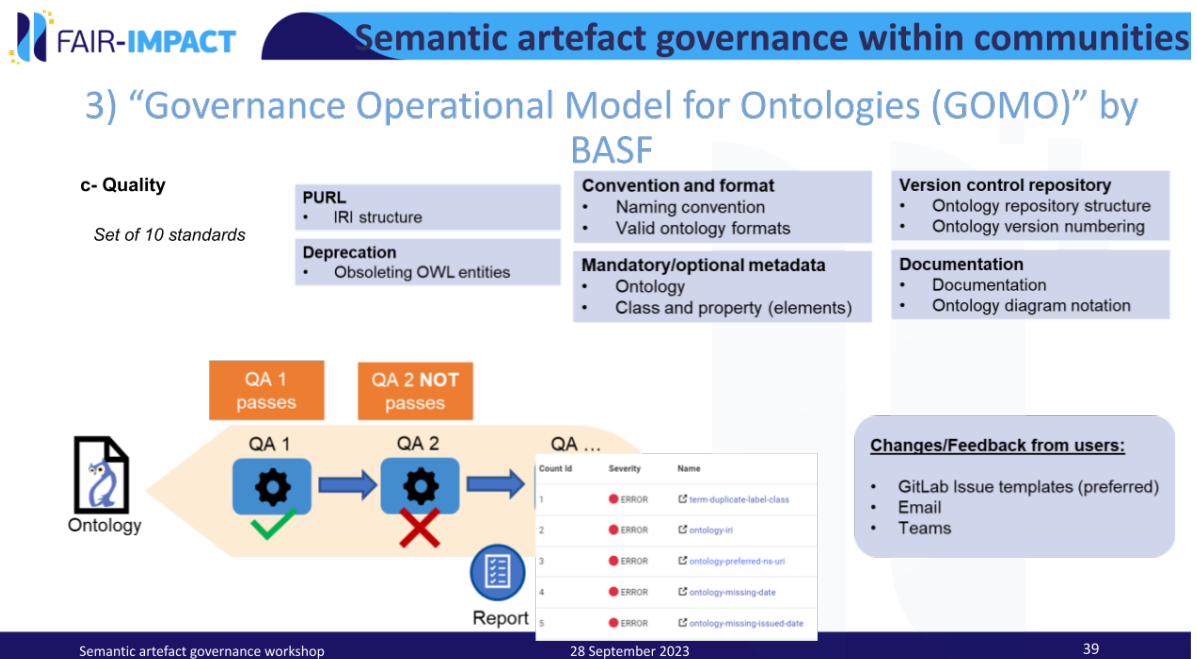 FAIR-IMPACT
Semantic artefact governance within communities
3) “Governance Operational Model for Ontologies (GOMO)” by
BASF
c- Quality
Set of 10 standards
PURL
• IRI structure
Deprecation
• Obsoleting OWL entities
Convention and format
• Naming convention
• Valid ontology formats
Mandatory/optional metadata
• Ontology
• Class and property (elements)
Version control repository
• Ontology repository structure
• Ontology version numbering
Documentation
• Documentation
• Ontology diagram notation
QA 1
passes
QA 2 NOT
passes
Ontology
QA 1
QA 2
QA ...
Report
Count Id Severity Name
1 ERROR term-duplicate-label-class
2 ERROR ontology-iri
3 ERROR ontology-preferred-ns-uri
4 ERROR ontology-missing-date
5 ERROR ontology-missing-issued-date
Changes/Feedback from users:
• GitLab Issue templates (preferred)
• Email
• Teams
Semantic artefact governance workshop
28 September 2023
39